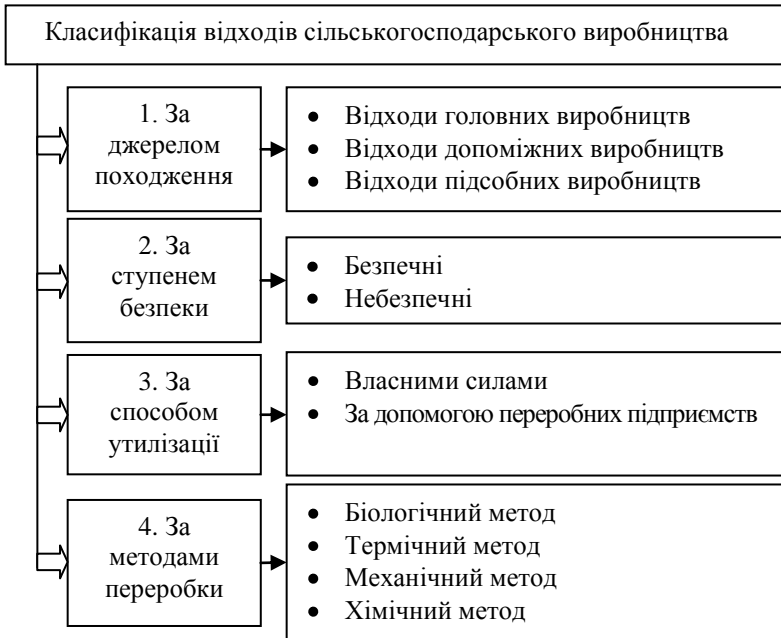 Класифікація відходів сільськогосподарського виробництва
1. За
джерелом
походження
• Відходи головних виробництв
• Відходи допоміжних виробництв
• Відходи підсобних виробництв
2. За
ступенем
безпеки
• Безпечні
• Небезпечні
3. За
способом
утилізації
• Власними силами
• За допомогою переробних підприємств
4. За
методами
переробки
• Біологічний метод
• Термічний метод
• Механічний метод
• Хімічний метод